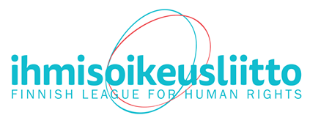 ihmisoikeusliitto
FINNISH LEAGUE FOR HUMAN RIGHTS